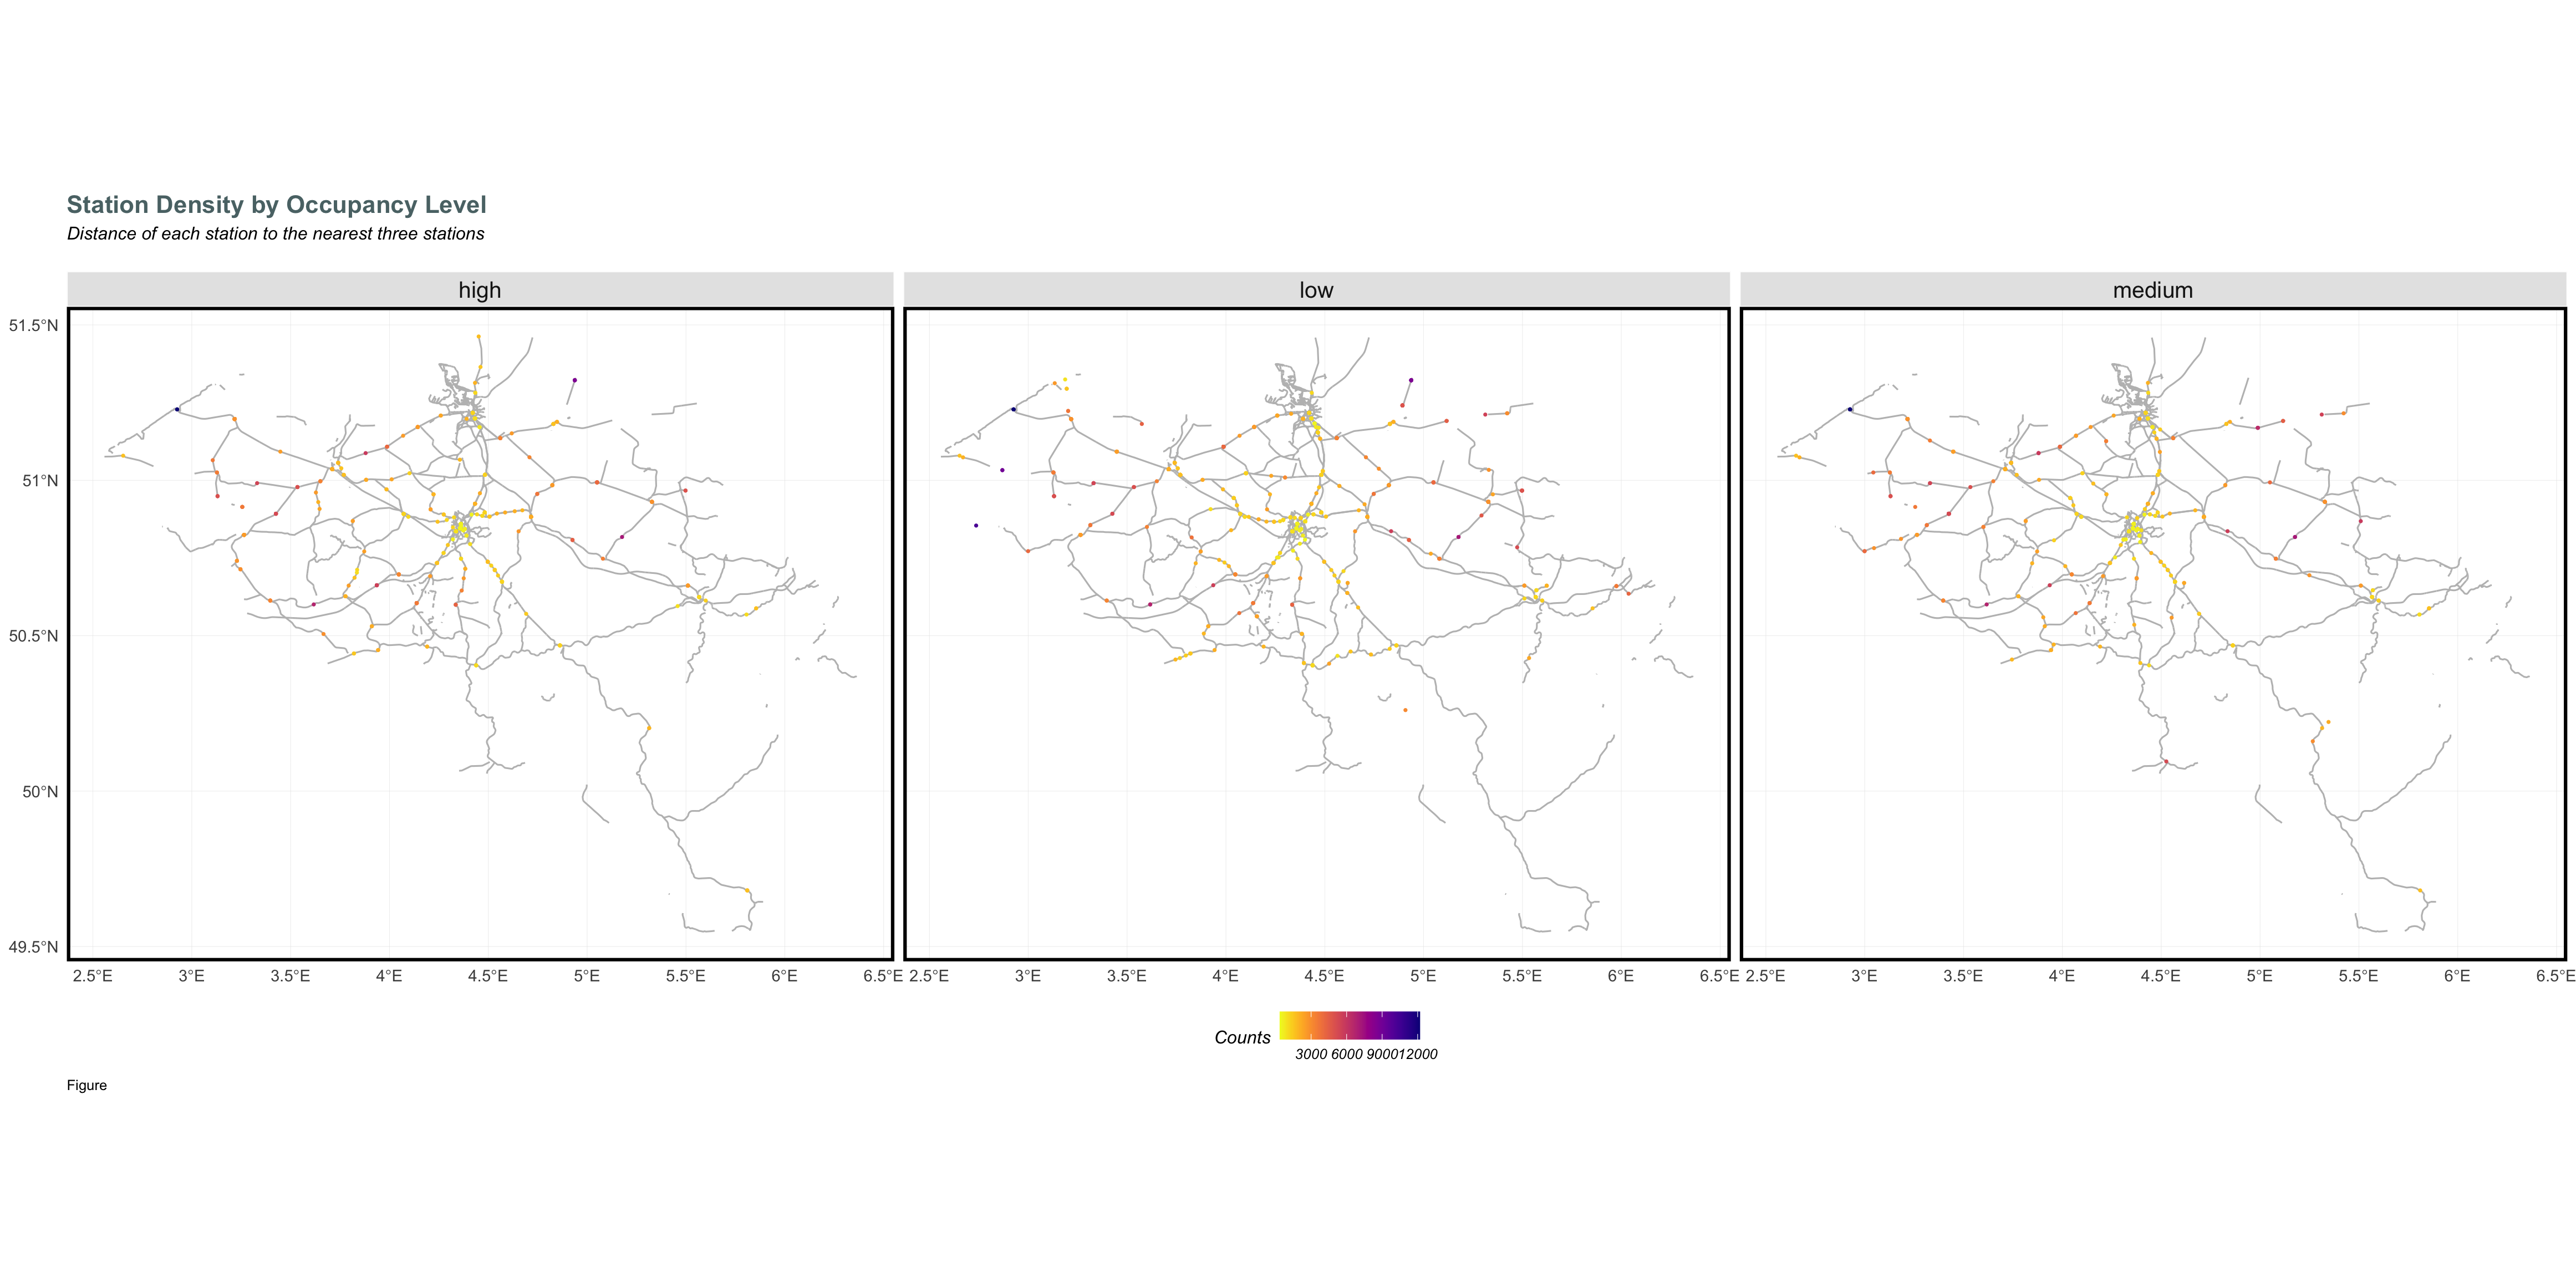 Station Density by Occupancy Level
Distance of each station to the nearest three stations
high low medium
51.5°N
51°N
50.5°N
50°N
49.5°N
2.5°E 3°E 3.5°E 4°E 4.5°E 5°E 5.5°E 6°E 6.5°E 2.5°E 3°E 3.5°E 4°E 4.5°E 5°E 5.5°E 6°E 6.5°E 2.5°E 3°E 3.5°E 4°E 4.5°E 5°E 5.5°E 6°E 6.5°E
Counts
3000 6000 9000 12000
Figure